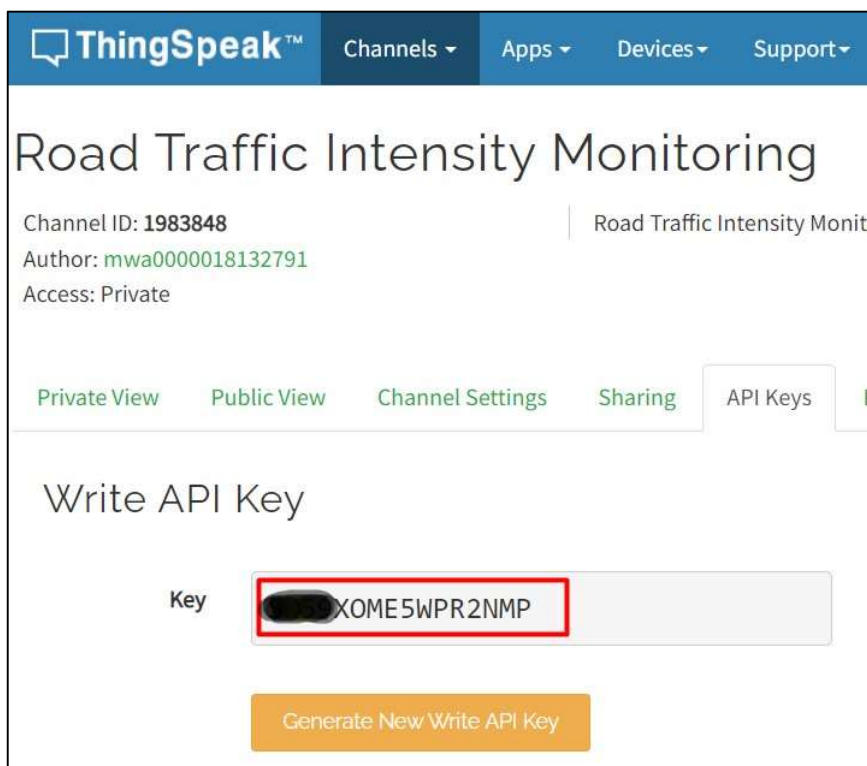 ThingSpeak™ Channels Apps Devices Support
Road Traffic Intensity Monitoring
Channel ID: 1983848
Road Traffic Intensity Monit
Author: mwa0000018132791
Access: Private
Private View Public View Channel Settings Sharing API Keys
Write API Key
Key XOME5WPR2NMP
Generate New Write API Key